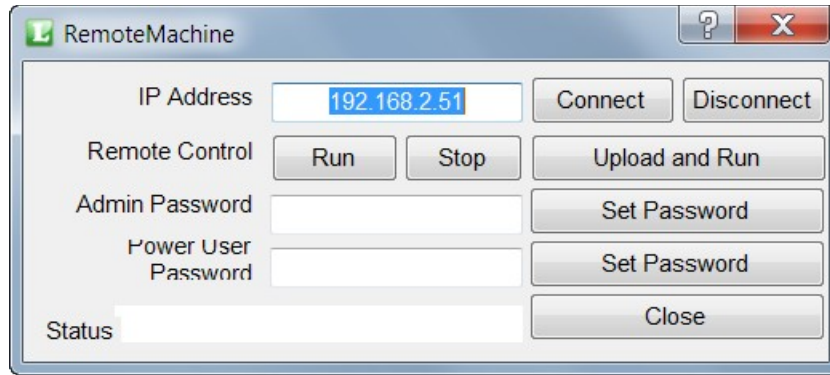 L RemoteMachine ? X
IP Address 192.168.2.51 Connect Disconnect
Remote Control Run Stop Upload and Run
Admin Password Set Password
Power User
Password Set Password
Status Close